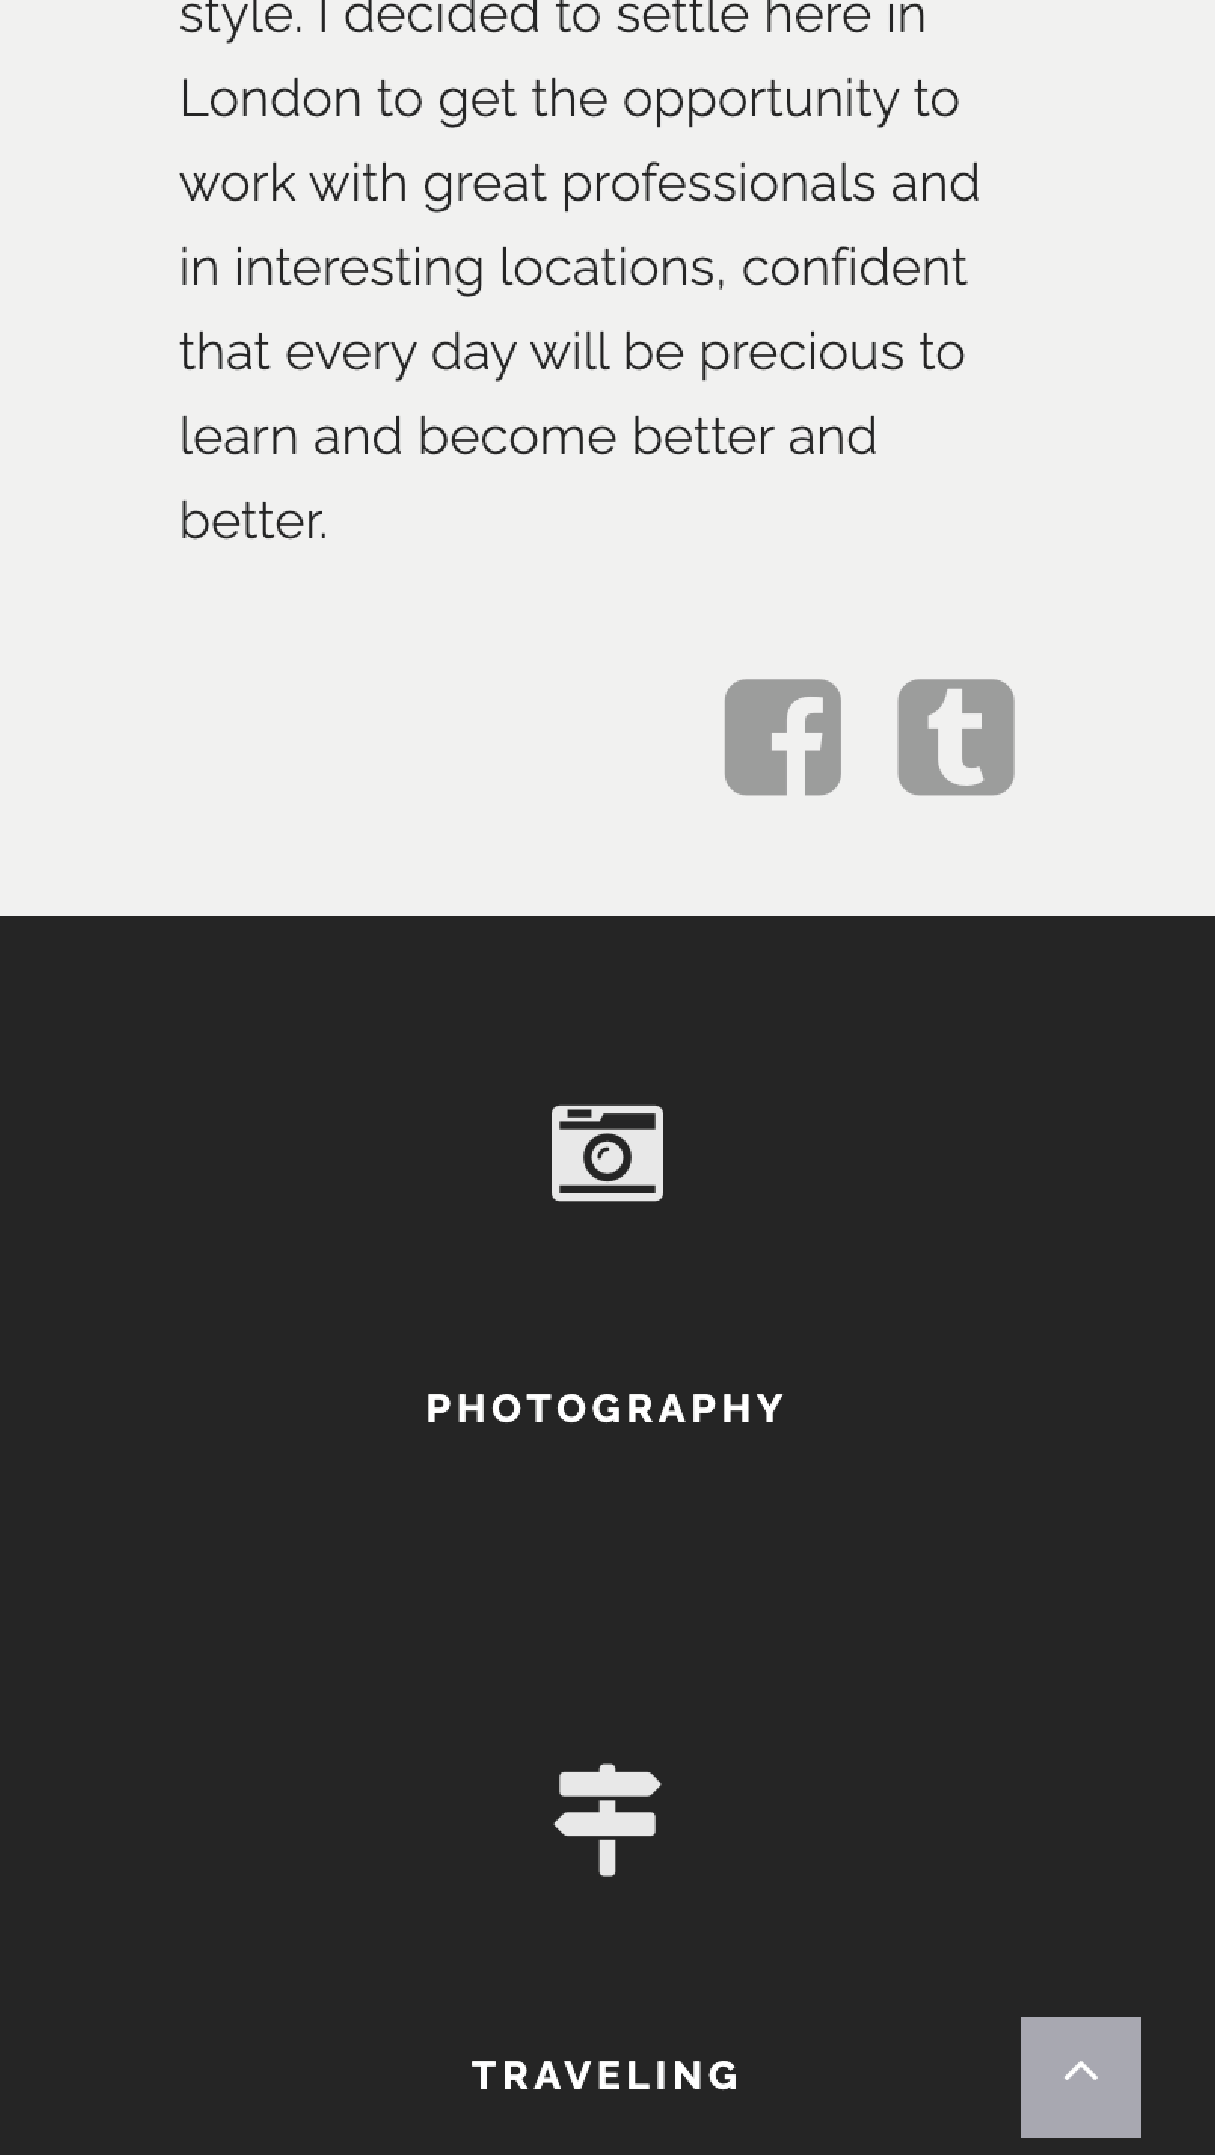 style. I decided to settle here in
London to get the opportunity to
work with great professionals and
in interesting locations, confident
that every day will be precious to
learn and become better and
better.
PHOTOGRAPHY
TRAVELING